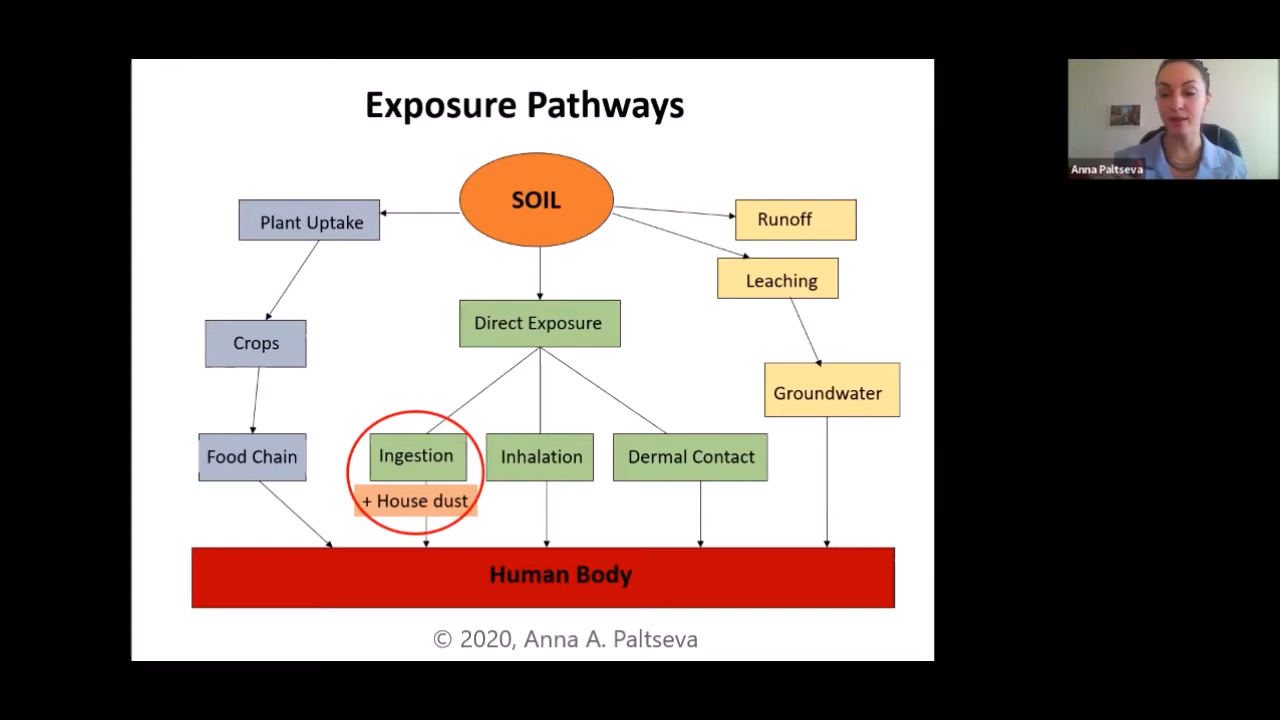 Exposure Pathways
SOIL
Plant Uptake
Runoff
Leaching
Direct Exposure
Crops
Groundwater
Food Chain
Ingestion
Inhalation
Dermal Contact
+ House dust
Human Body
© 2020, Anna A. Paltseva
Anna Paltseva